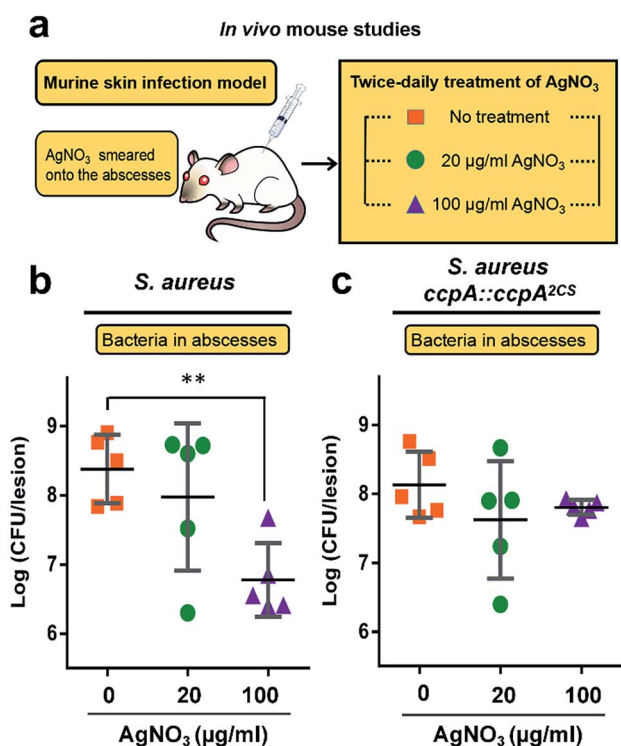 a
In vivo mouse studies
Murine skin infection model
AgNO₃ smeared
onto the abscesses
Twice-daily treatment of AgNO₃
No treatment
20 µg/ml AgNO₃
100 µg/ml AgNO₃
b
S. aureus
Bacteria in abscesses
**
Log (CFU/lesion)
9
8
7
6
0
20
100
AgNO₃ (µg/ml)
c
S. aureus
ccpA::ccpA²ᶜˢ
Bacteria in abscesses
Log (CFU/lesion)
9
8
7
6
0
20
100
AgNO₃ (µg/ml)